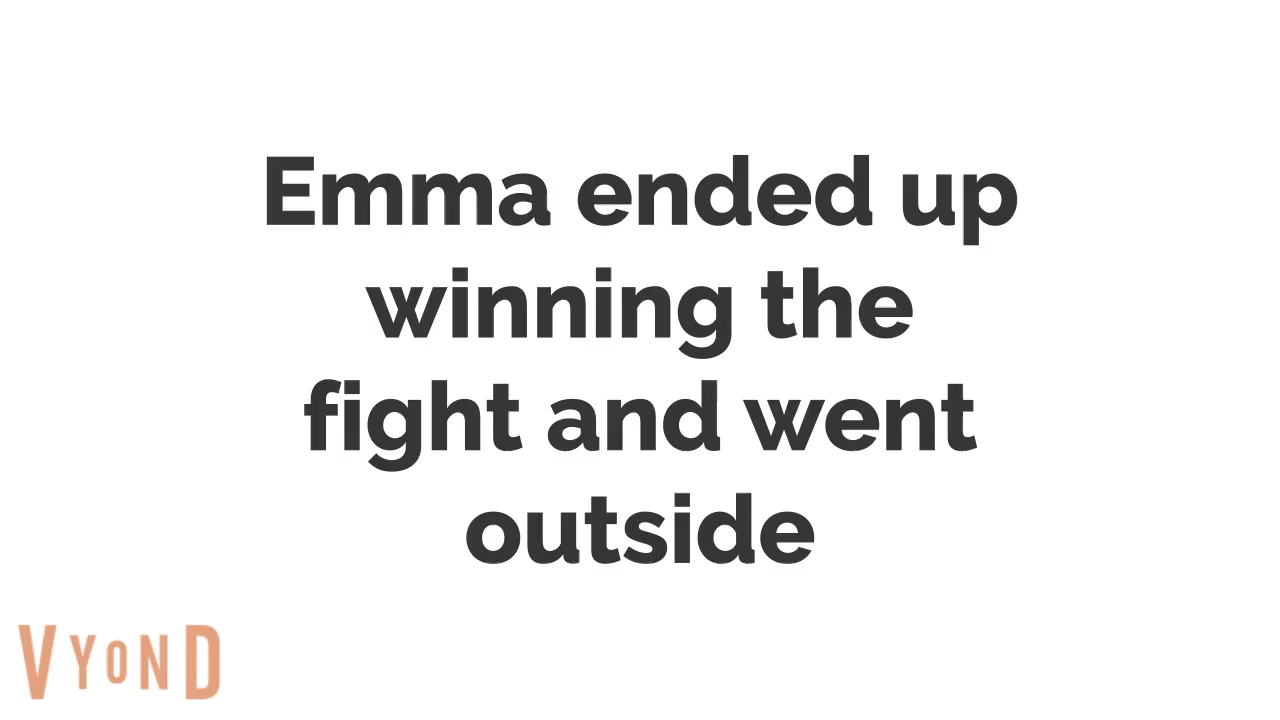 Emma ended up
winning the
fight and went
outside
VYOND